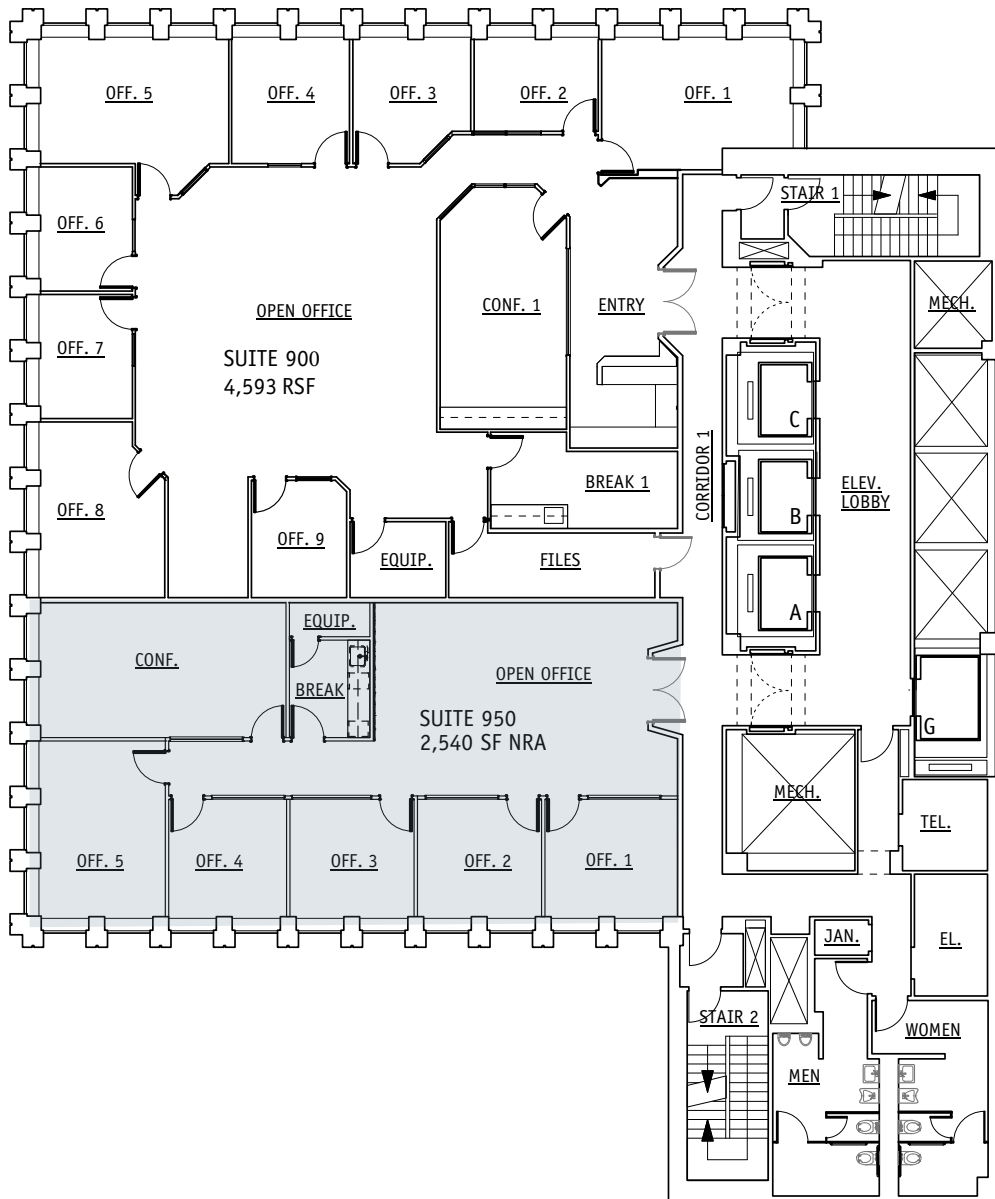 OFF. 5
OFF. 4
OFF. 3
OFF. 2
OFF. 1
STAIR 1
OFF. 6
MECH.
OPEN OFFICE
CONF. 1
ENTRY
OFF. 7
SUITE 900
4,593 RSF
C
CORRIDOR 1
BREAK 1
ELEV.
LOBBY
OFF. 8
B
OFF. 9
EQUIP.
FILES
A
EQUIP.
CONF.
OPEN OFFICE
BREAK
SUITE 950
2,540 SF NRA
G
MECH.
TEL.
OFF. 5
OFF. 4
OFF. 3
OFF. 2
OFF. 1
JAN.
EL.
STAIR 2
WOMEN
MEN